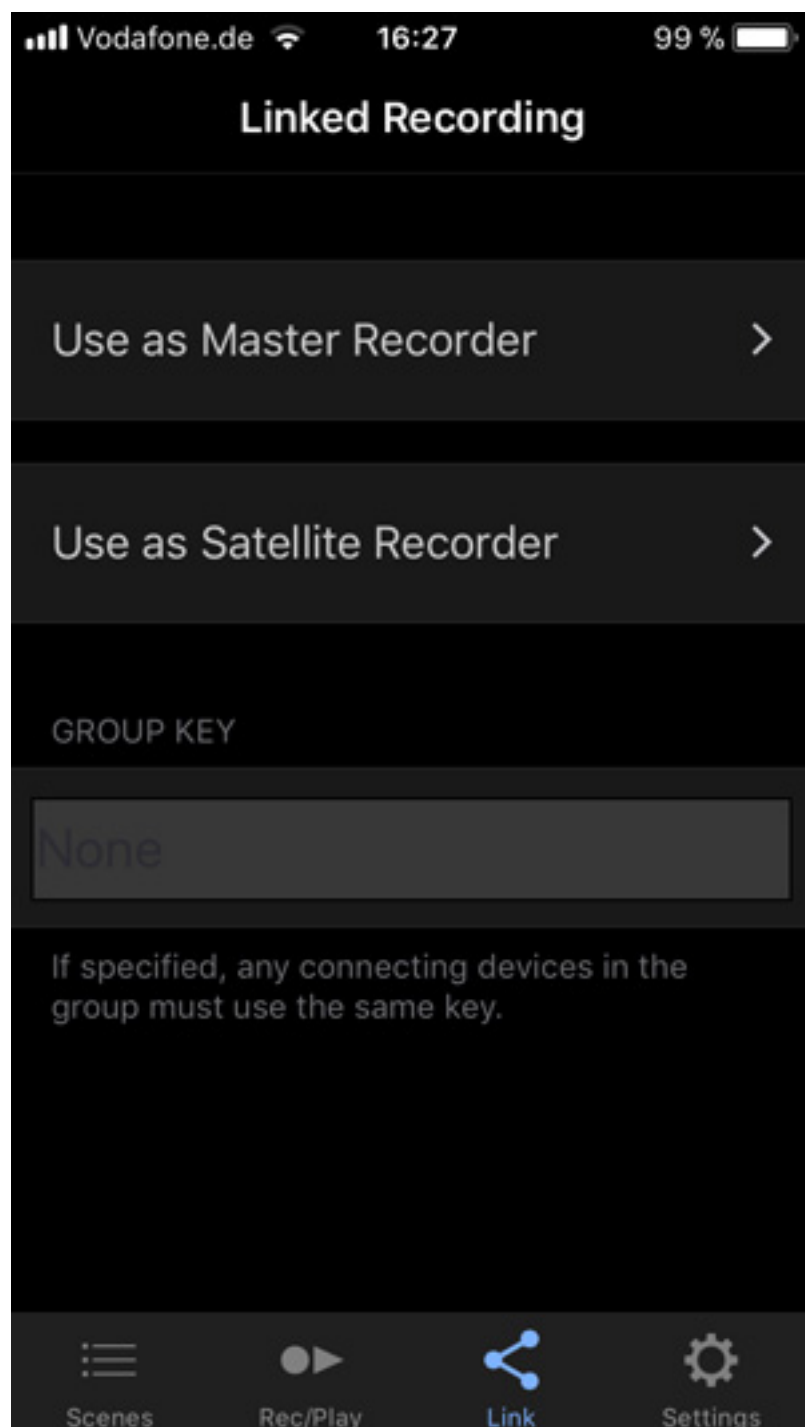 Vodafone.de 16:27 99 %
Linked Recording
Use as Master Recorder
Use as Satellite Recorder
GROUP KEY
None
If specified, any connecting devices in the
group must use the same key.
Scenes Rec/Play Link Settings